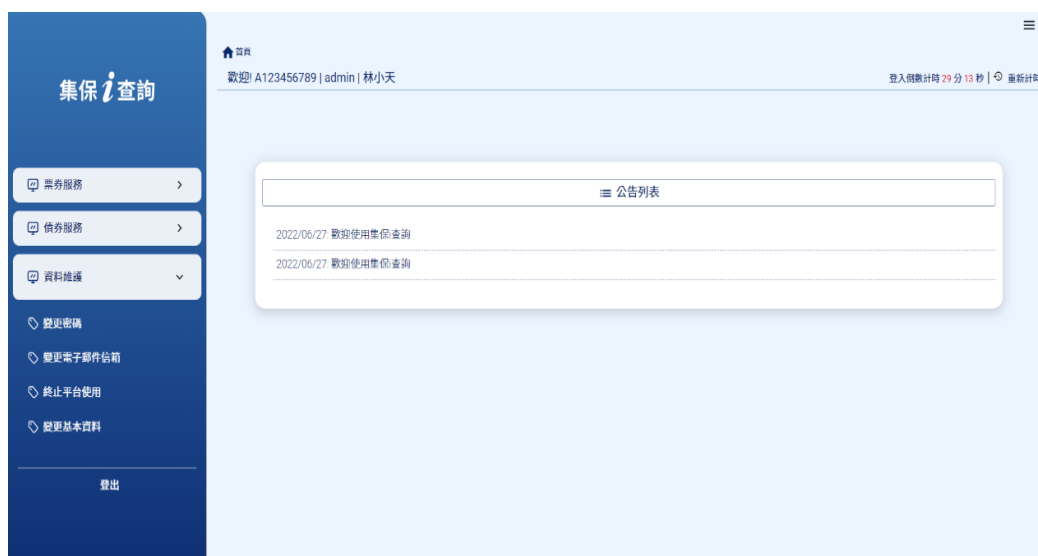 集保i查詢
票券服務
債券服務
資料維護
變更密碼
變更電子郵件信箱
終止平台使用
變更基本資料
登出
首頁
歡迎! A123456789 | admin | 林小天
登入倒數計時 29 分 13 秒 | 重新計時
公告列表
2022/06/27: 歡迎使用集保i查詢
2022/06/27: 歡迎使用集保i查詢